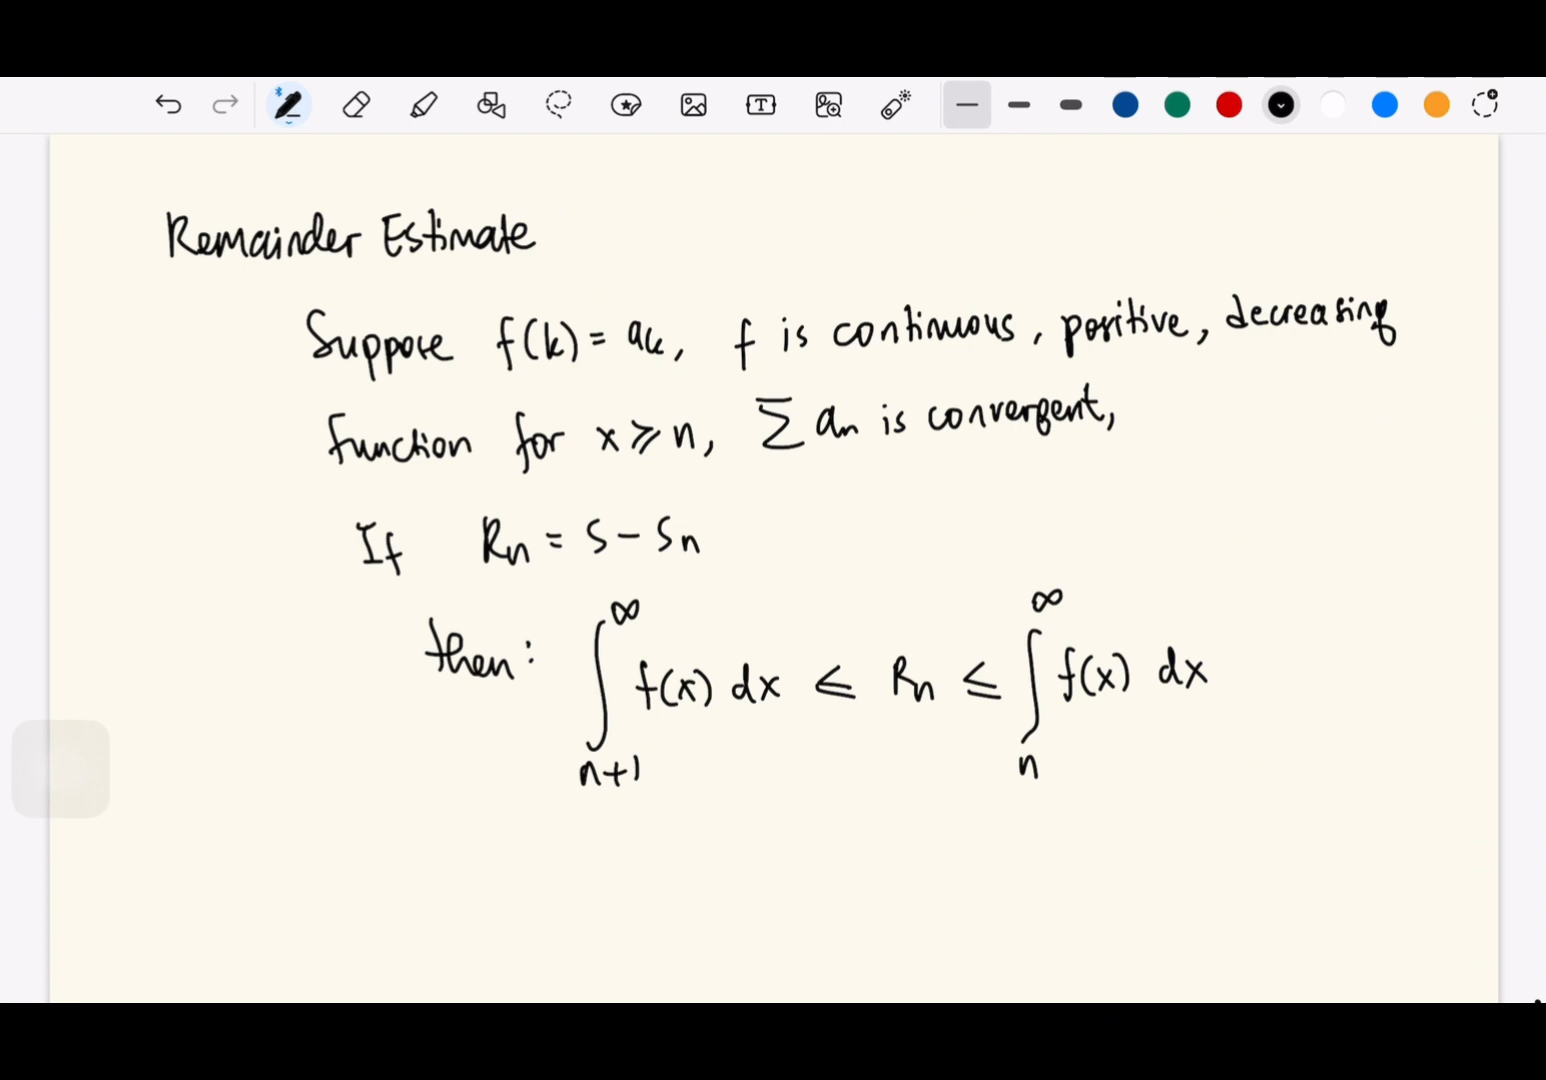 Remainder Estimate
Suppose f(k) = ak, f is continuous, positive, decreasing
function for x ≥ n, ∑ an is convergent,
If Rn = S - Sn
then: ∫_{n+1}^{∞} f(x) dx ≤ Rn ≤ ∫_{n}^{∞} f(x) dx